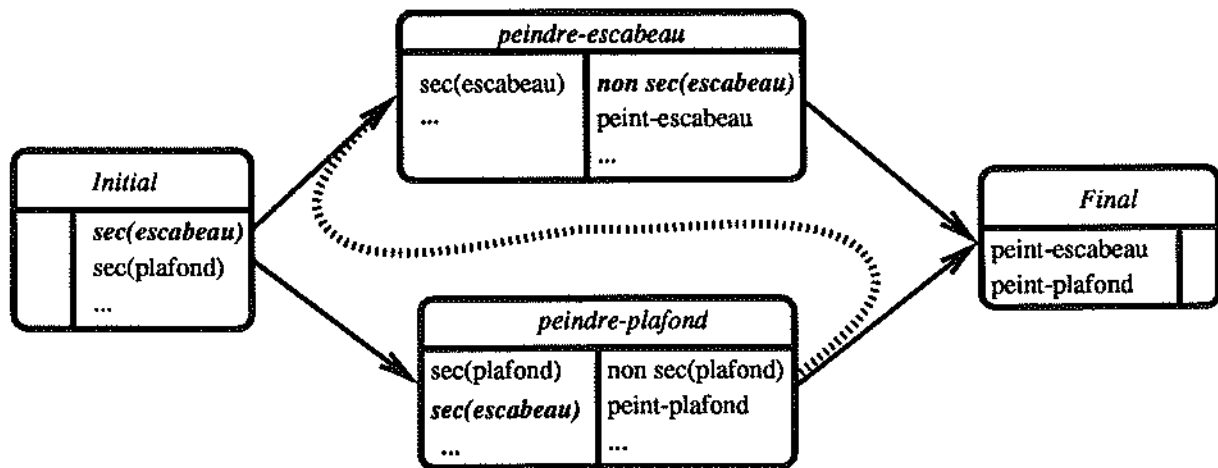 peindre-escabeau
sec(escabeau)
...
non sec(escabeau)
peint-escabeau
...
Initial
sec(escabeau)
sec(plafond)
...
Final
peint-escabeau
peint-plafond
peindre-plafond
sec(plafond)
sec(escabeau)
...
non sec(plafond)
peint-plafond
...